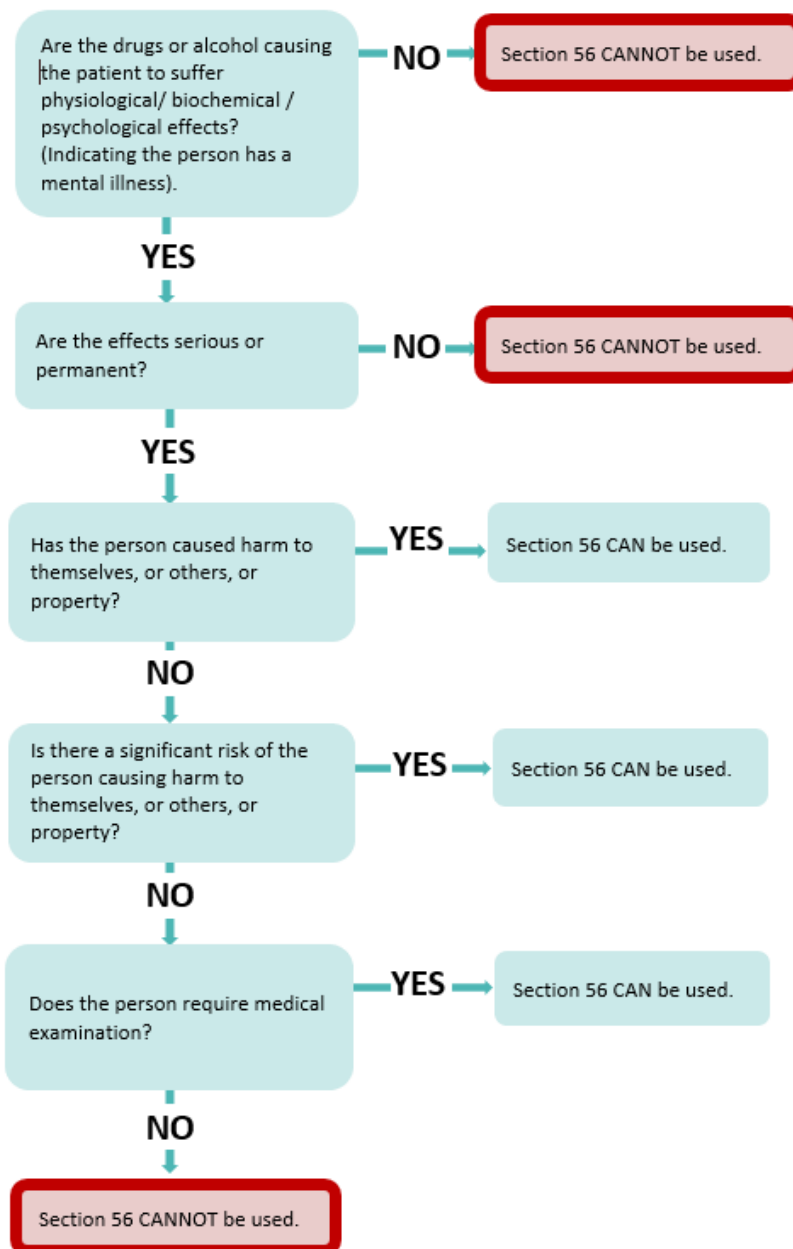 Are the drugs or alcohol causing
the patient to suffer
physiological/ biochemical /
psychological effects?
(Indicating the person has a
mental illness).
NO
Section 56 CANNOT be used.
YES
Are the effects serious or
permanent?
NO
Section 56 CANNOT be used.
YES
Has the person caused harm to
themselves, or others, or
property?
YES
Section 56 CAN be used.
NO
Is there a significant risk of the
person causing harm to
themselves, or others, or
property?
YES
Section 56 CAN be used.
NO
Does the person require medical
examination?
YES
Section 56 CAN be used.
NO
Section 56 CANNOT be used.